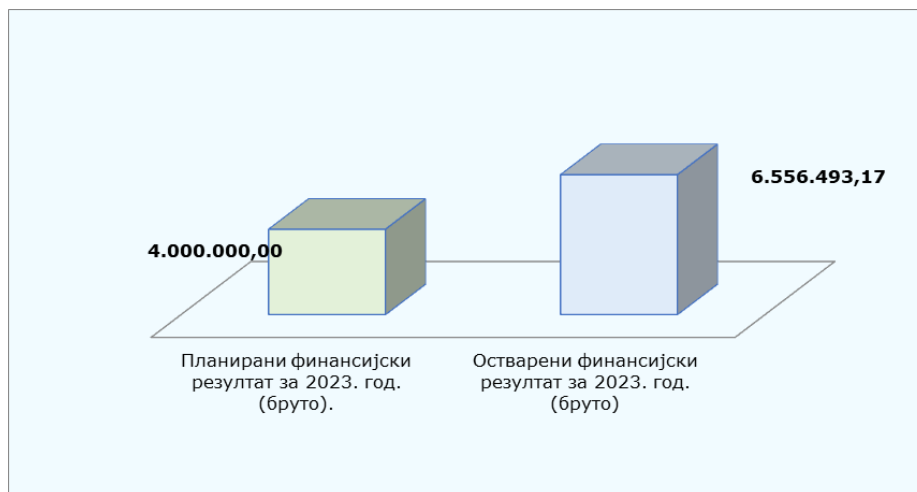 6.556.493,17
4.000.000,00
Планирани финансијски
резултат за 2023. год.
(бруто).
Остварени финансијски
резултат за 2023. год.
(бруто)